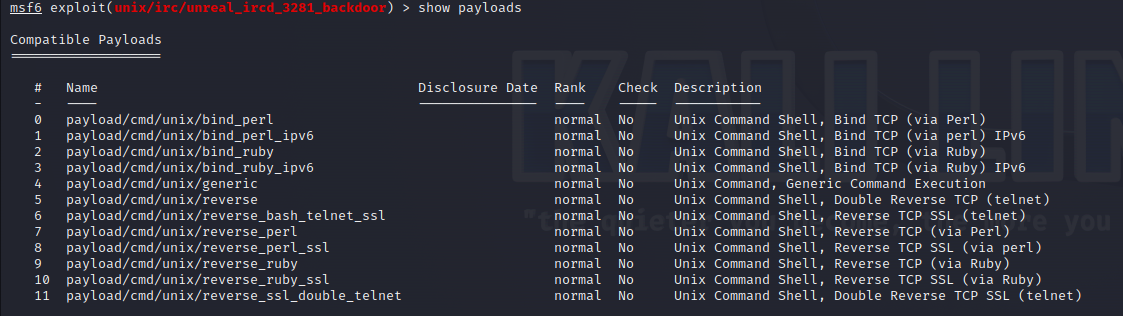 msf6 exploit(unix/irc/unreal_ircd_3281_backdoor) > show payloads
Compatible Payloads
===================
# Name Disclosure Date Rank Check Description
- ---- --------------- ---- ----- -----------
0 payload/cmd/unix/bind_perl normal No Unix Command Shell, Bind TCP (via Perl)
1 payload/cmd/unix/bind_perl_ipv6 normal No Unix Command Shell, Bind TCP (via perl) IPv6
2 payload/cmd/unix/bind_ruby normal No Unix Command Shell, Bind TCP (via Ruby)
3 payload/cmd/unix/bind_ruby_ipv6 normal No Unix Command Shell, Bind TCP (via Ruby) IPv6
4 payload/cmd/unix/generic normal No Unix Command, Generic Command Execution
5 payload/cmd/unix/reverse normal No Unix Command Shell, Double Reverse TCP (telnet)
6 payload/cmd/unix/reverse_bash_telnet_ssl normal No Unix Command Shell, Reverse TCP SSL (telnet)
7 payload/cmd/unix/reverse_perl normal No Unix Command Shell, Reverse TCP (via Perl)
8 payload/cmd/unix/reverse_perl_ssl normal No Unix Command Shell, Reverse TCP SSL (via perl)
9 payload/cmd/unix/reverse_ruby normal No Unix Command Shell, Reverse TCP (via Ruby)
10 payload/cmd/unix/reverse_ruby_ssl normal No Unix Command Shell, Reverse TCP SSL (via Ruby)
11 payload/cmd/unix/reverse_ssl_double_telnet normal No Unix Command Shell, Double Reverse TCP SSL (telnet)